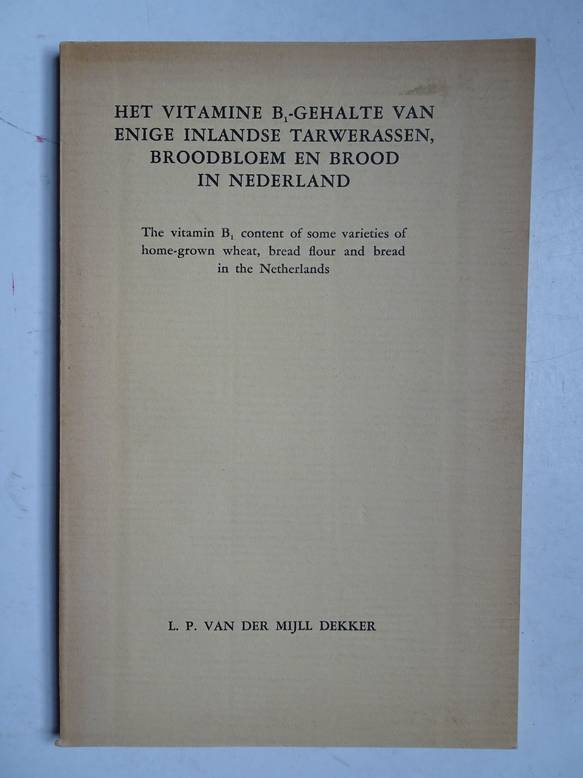 HET VITAMINE B₁-GEHALTE VAN
ENIGE INLANDSE TARWERASSEN,
BROODBLOEM EN BROOD
IN NEDERLAND
The vitamin B₁ content of some varieties of
home-grown wheat, bread flour and bread
in the Netherlands
L. P. VAN DER MIJLL DEKKER